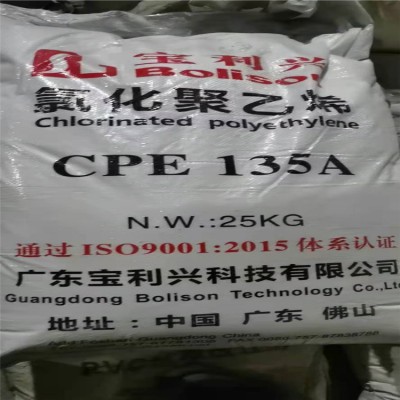 宝利兴
Bolison
氯化聚乙烯
Chlorinated polyethylene
CPE 135A
N.W.:25KG
通过ISO9001:2015体系认证
广东宝利兴科技有限公司
Guangdong Bolison Technology Co.,Ltd
地址：中国 广东 佛山